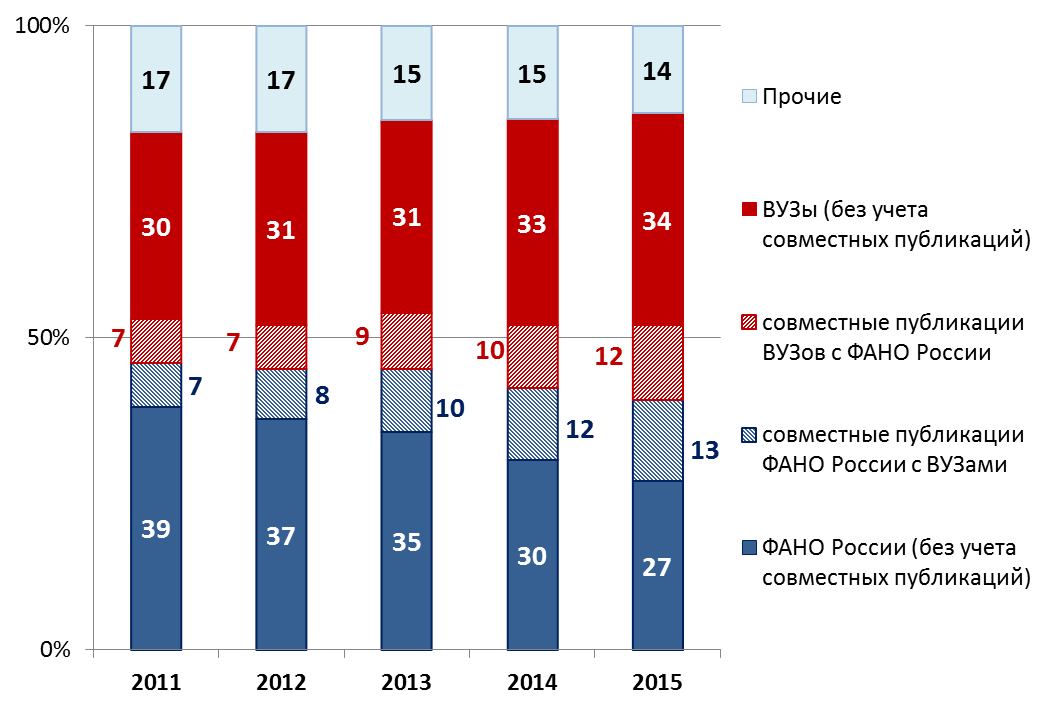 100%
50%
0%
17
30
7
7
39
17
31
7
8
37
15
31
9
10
35
15
33
10
12
30
14
34
12
13
27
2011 2012 2013 2014 2015
Прочие
ВУЗы (без учета
совместных публикаций)
совместные публикации
ВУЗов с ФАНО России
совместные публикации
ФАНО России с ВУЗами
ФАНО России (без учета
совместных публикаций)